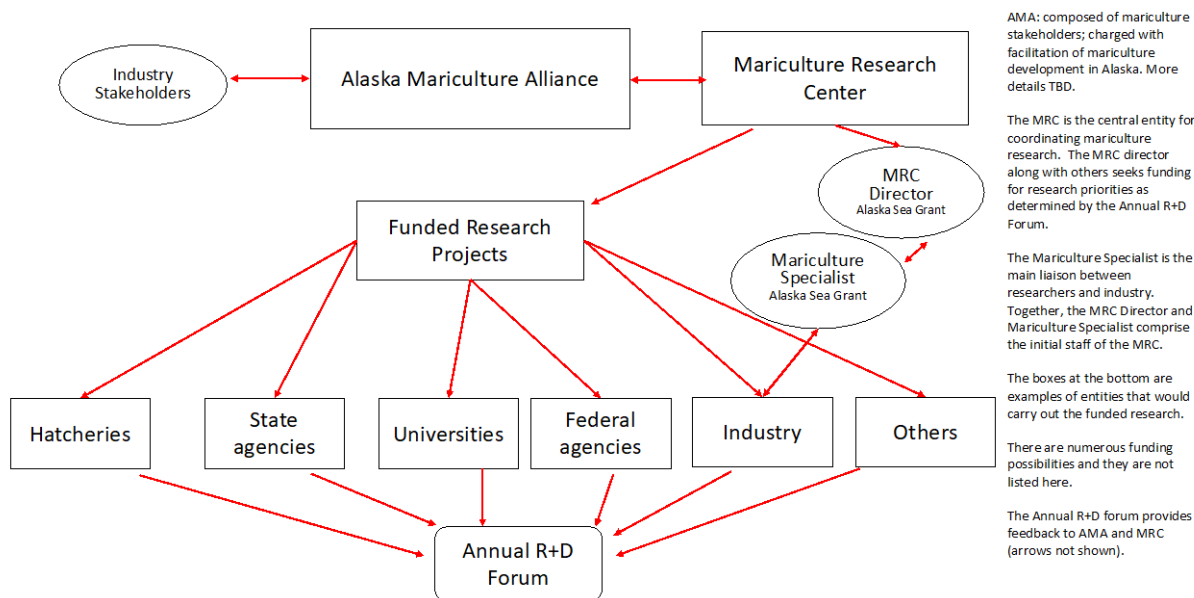 Industry
Stakeholders
Alaska Mariculture Alliance
Mariculture Research
Center
MRC
Director
Alaska Sea Grant
Funded Research
Projects
Mariculture
Specialist
Alaska Sea Grant
Hatcheries
State
agencies
Universities
Federal
agencies
Industry
Others
Annual R+D
Forum
AMA: composed of mariculture
stakeholders; charged with
facilitation of mariculture
development in Alaska. More
details TBD.
The MRC is the central entity for
coordinating mariculture
research. The MRC director
along with others seeks funding
for research priorities as
determined by the Annual R+D
Forum.
The Mariculture Specialist is the
main liaison between
researchers and industry.
Together, the MRC Director and
Mariculture Specialist comprise
the initial staff of the MRC.
The boxes at the bottom are
examples of entities that would
carry out the funded research.
There are numerous funding
possibilities and they are not
listed here.
The Annual R+D forum provides
feedback to AMA and MRC
(arrows not shown).